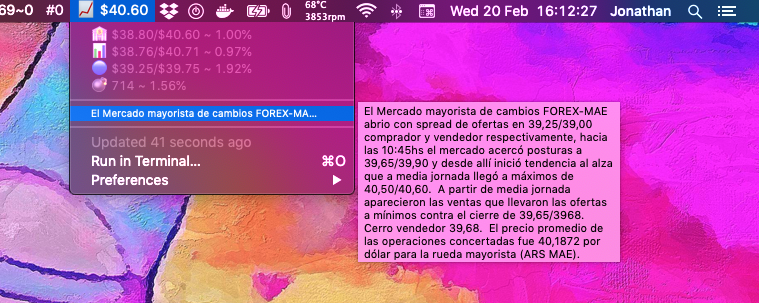 69~0 #0 $40.60 68°C 3853rpm Wed 20 Feb 16:12:27 Jonathan
$38.80/$40.60 ~ 1.00%
$38.76/$40.71 ~ 0.97%
$39.25/$39.75 ~ 1.92%
714 ~ 1.56%
El Mercado mayorista de cambios FOREX-MA...
Updated 41 seconds ago
Run in Terminal... ⌘O
Preferences
El Mercado mayorista de cambios FOREX-MAE
abrio con spread de ofertas en 39,25/39,00
comprador y vendedor respectivamente, hacia
las 10:45hs el mercado acercó posturas a
39,65/39,90 y desde allí inició tendencia al alza
que a media jornada llegó a máximos de
40,50/40,60. A partir de media jornada
aparecieron las ventas que llevaron las ofertas
a mínimos contra el cierre de 39,65/3968.
Cerro vendedor 39,68. El precio promedio de
las operaciones concertadas fue 40,1872 por
dólar para la rueda mayorista (ARS MAE).